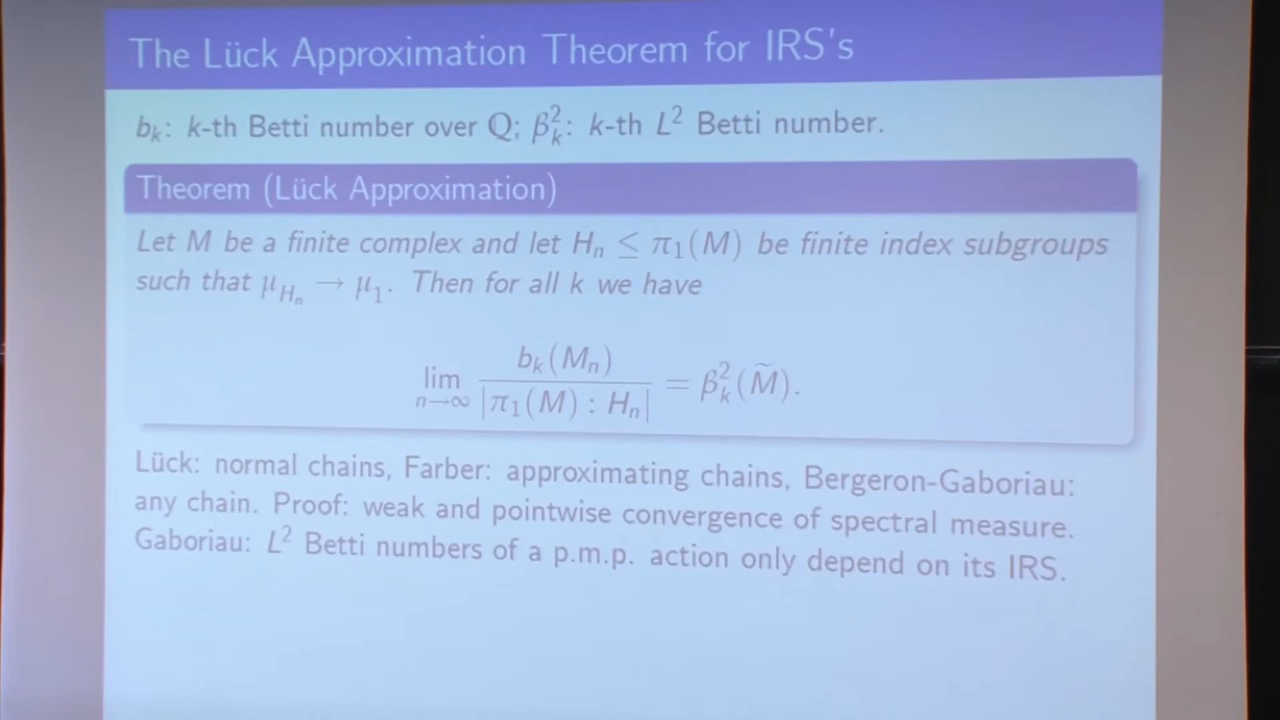 The Lück Approximation Theorem for IRS's
b_k: k-th Betti number over ℚ; β_k^2: k-th L^2 Betti number.
Theorem (Lück Approximation)
Let M be a finite complex and let H_n ≤ π_1(M) be finite index subgroups
such that μ_{H_n} → μ_1. Then for all k we have
lim_{n→∞} b_k(M_n) / |π_1(M) : H_n| = β_k^2(M̃).
Lück: normal chains, Farber: approximating chains, Bergeron-Gaboriau:
any chain. Proof: weak and pointwise convergence of spectral measure.
Gaboriau: L^2 Betti numbers of a p.m.p. action only depend on its IRS.